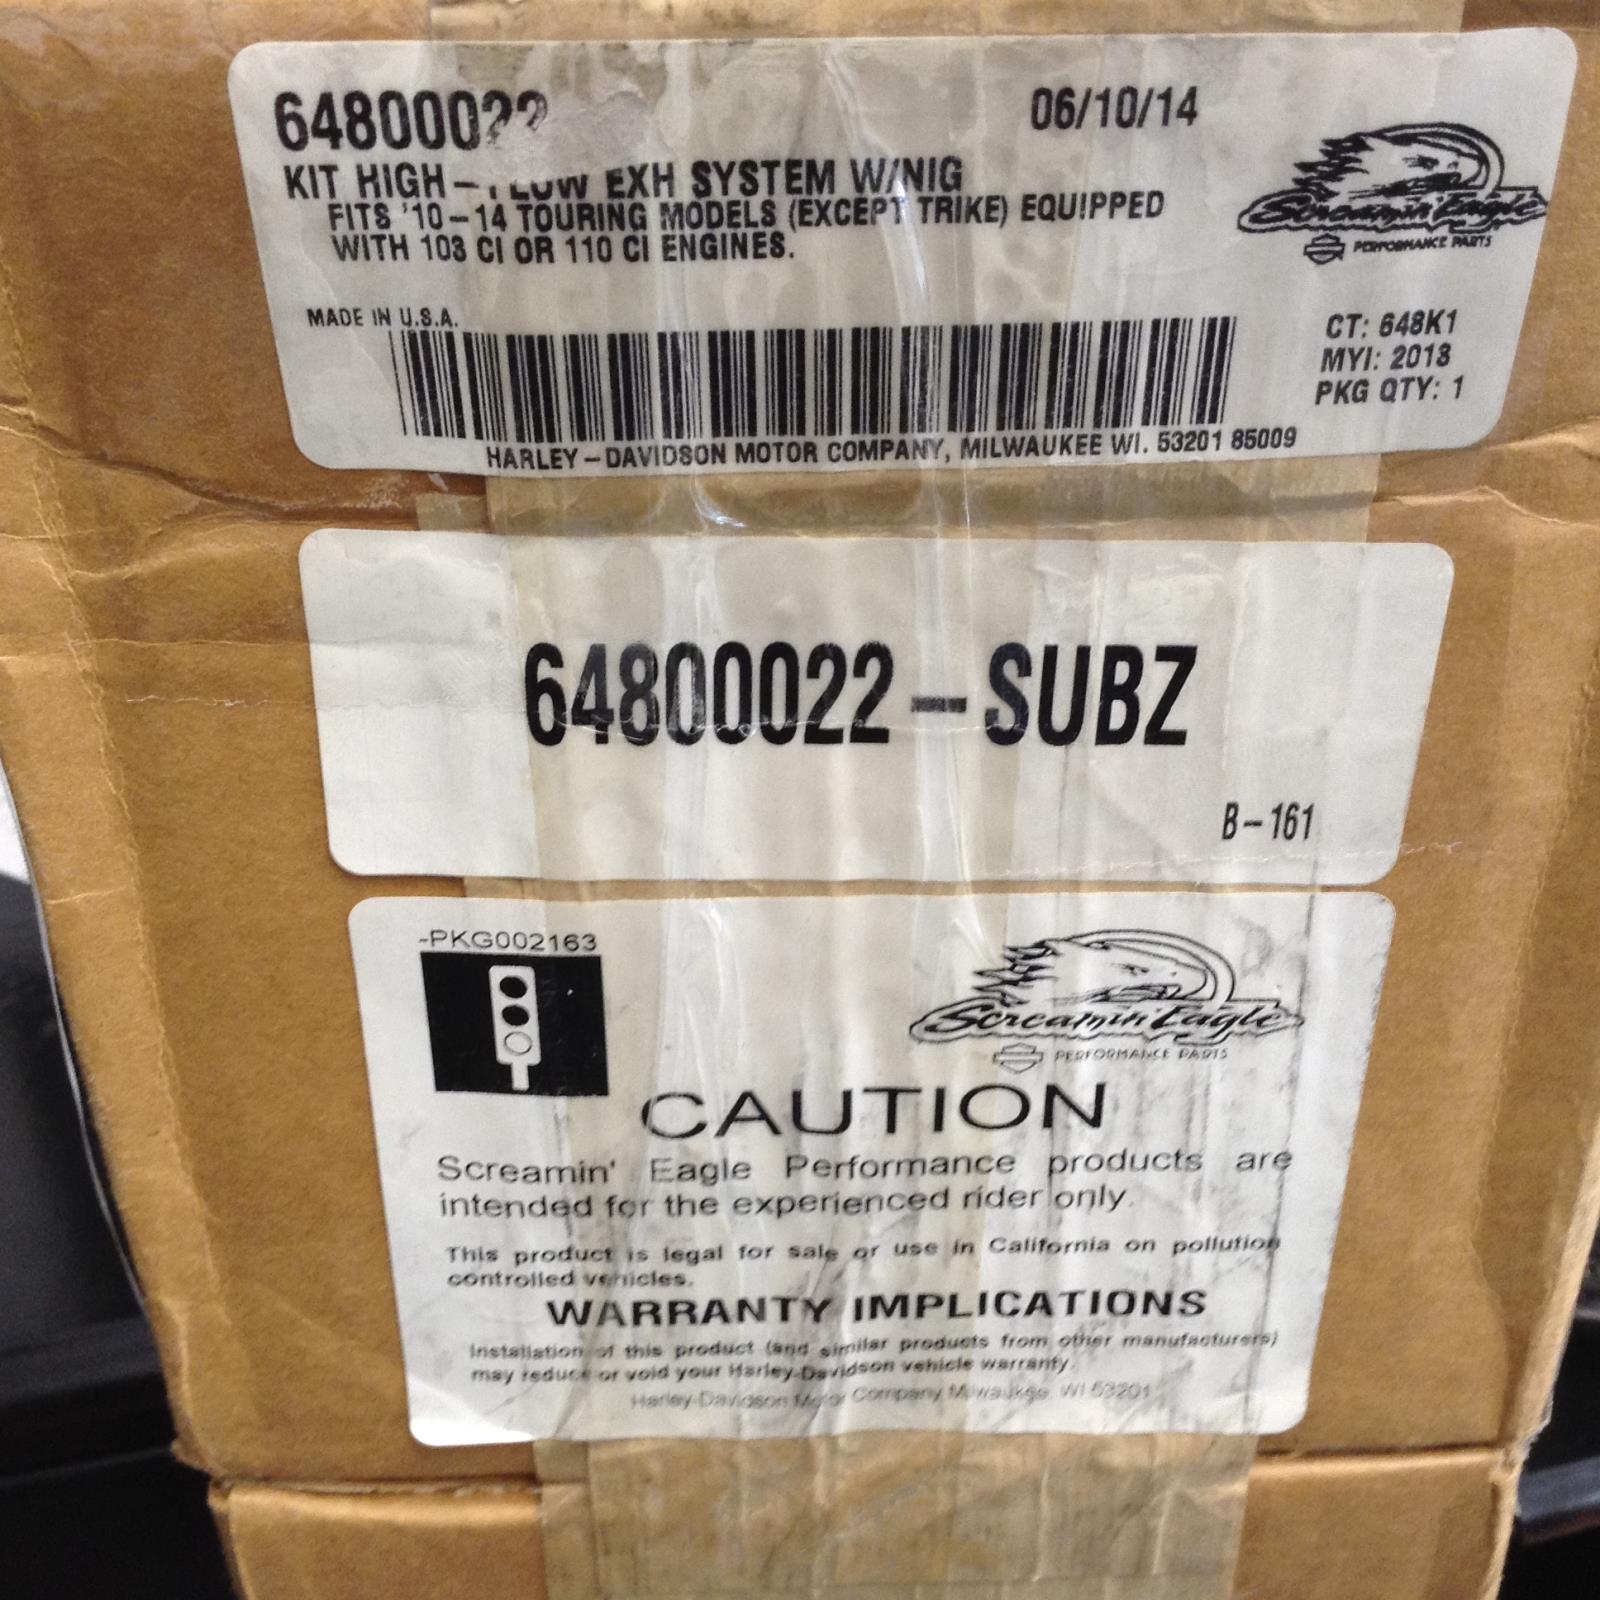 64800022
06/10/14
KIT HIGH-FLOW EXH SYSTEM W/NIG
FITS '10-14 TOURING MODELS (EXCEPT TRIKE) EQUIPPED
WITH 103 CI OR 110 CI ENGINES.
Screamin' Eagle
PERFORMANCE PARTS
MADE IN U.S.A.
CT: 648K1
MYI: 2013
PKG QTY: 1
HARLEY-DAVIDSON MOTOR COMPANY, MILWAUKEE WI. 53201 85009
64800022-SUBZ
B-161
-PKG002163
Screamin' Eagle
PERFORMANCE PARTS
CAUTION
Screamin' Eagle Performance products are
intended for the experienced rider only.
This product is legal for sale or use in California on pollution
controlled vehicles.
WARRANTY IMPLICATIONS
Installation of this product (and similar products from other manufacturers)
may reduce or void your Harley-Davidson vehicle warranty.
Harley-Davidson Motor Company Milwaukee, WI 53201